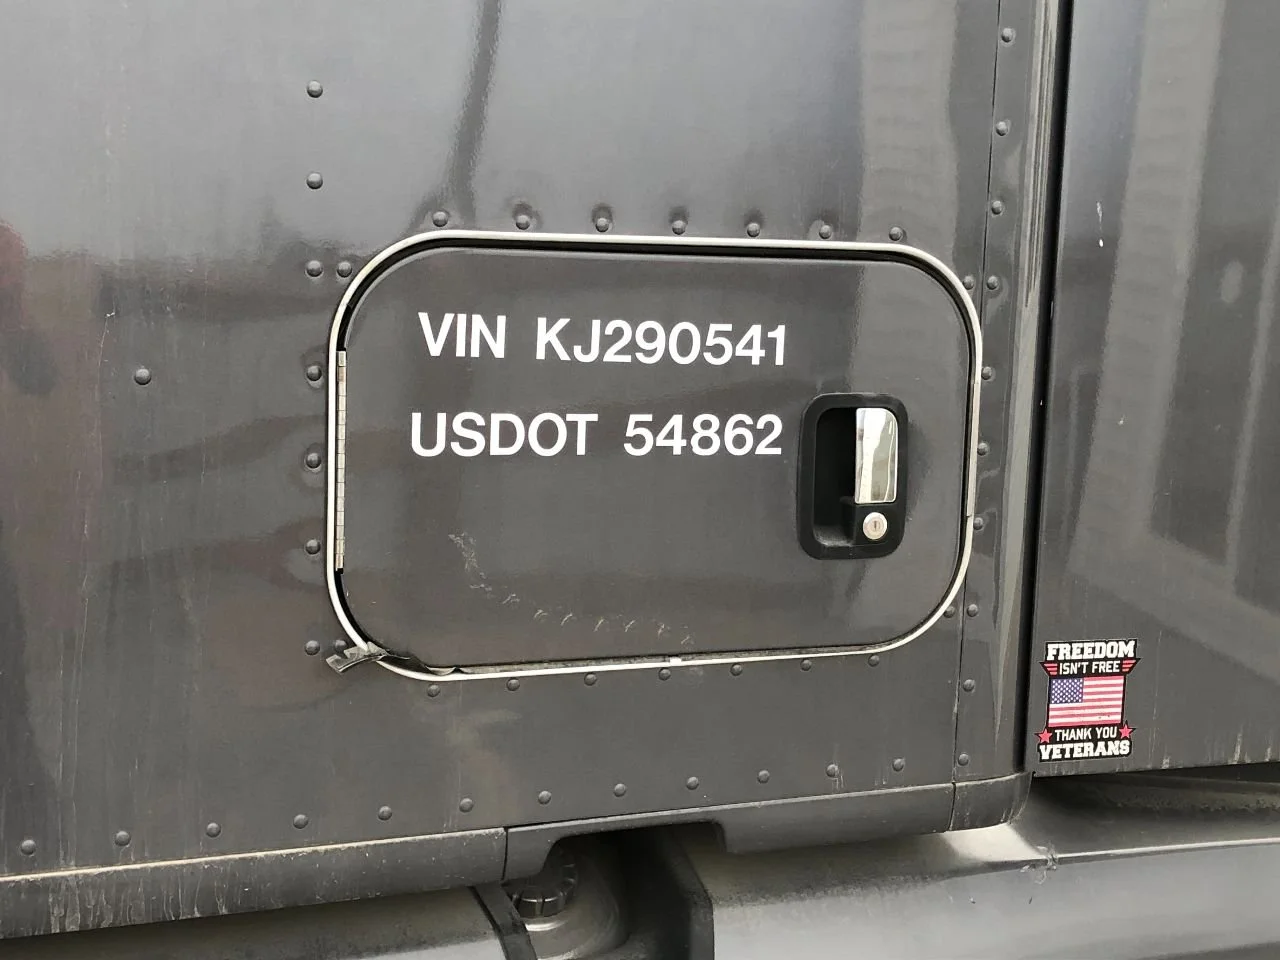 VIN KJ290541
USDOT 54862
FREEDOM
ISN'T FREE
THANK YOU
VETERANS